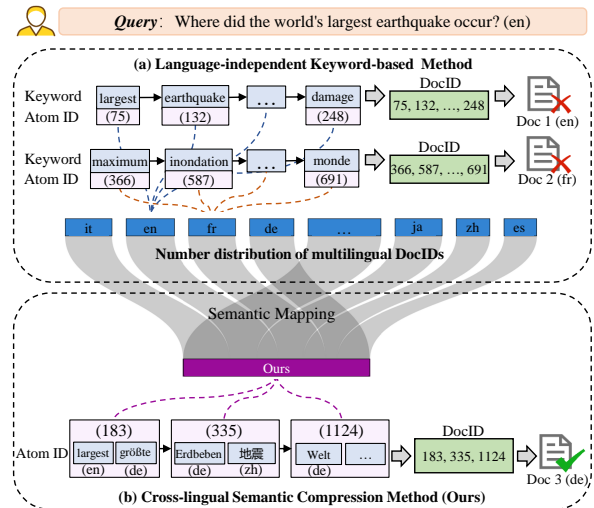 Query: Where did the world's largest earthquake occur? (en)
(a) Language-independent Keyword-based Method
Keyword largest earthquake ... damage
Atom ID (75) (132) (248)
DocID
75, 132, ..., 248
Doc 1 (en)
Keyword maximum inondation ... monde
Atom ID (366) (587) (691)
DocID
366, 587, ..., 691
Doc 2 (fr)
it en fr de ... ja zh es
Number distribution of multilingual DocIDs
Semantic Mapping
Ours
Atom ID
(183) (335) (1124)
largest größte Erdbeben 地震 Welt ...
(en) (de) (de) (zh) (de)
DocID
183, 335, 1124
Doc 3 (de)
(b) Cross-lingual Semantic Compression Method (Ours)